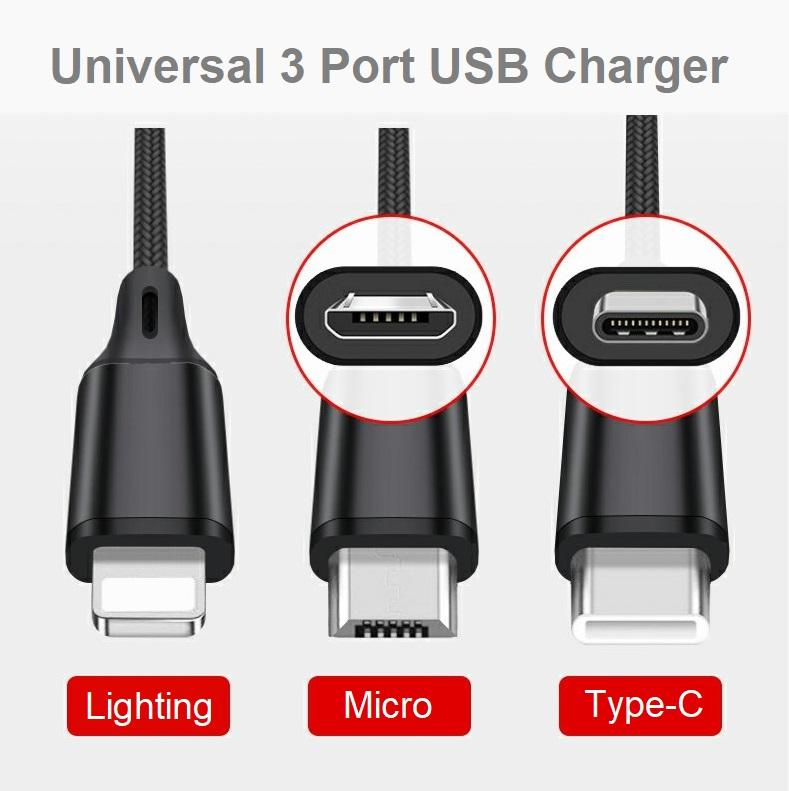 Universal 3 Port USB Charger
Lighting
Micro
Type-C